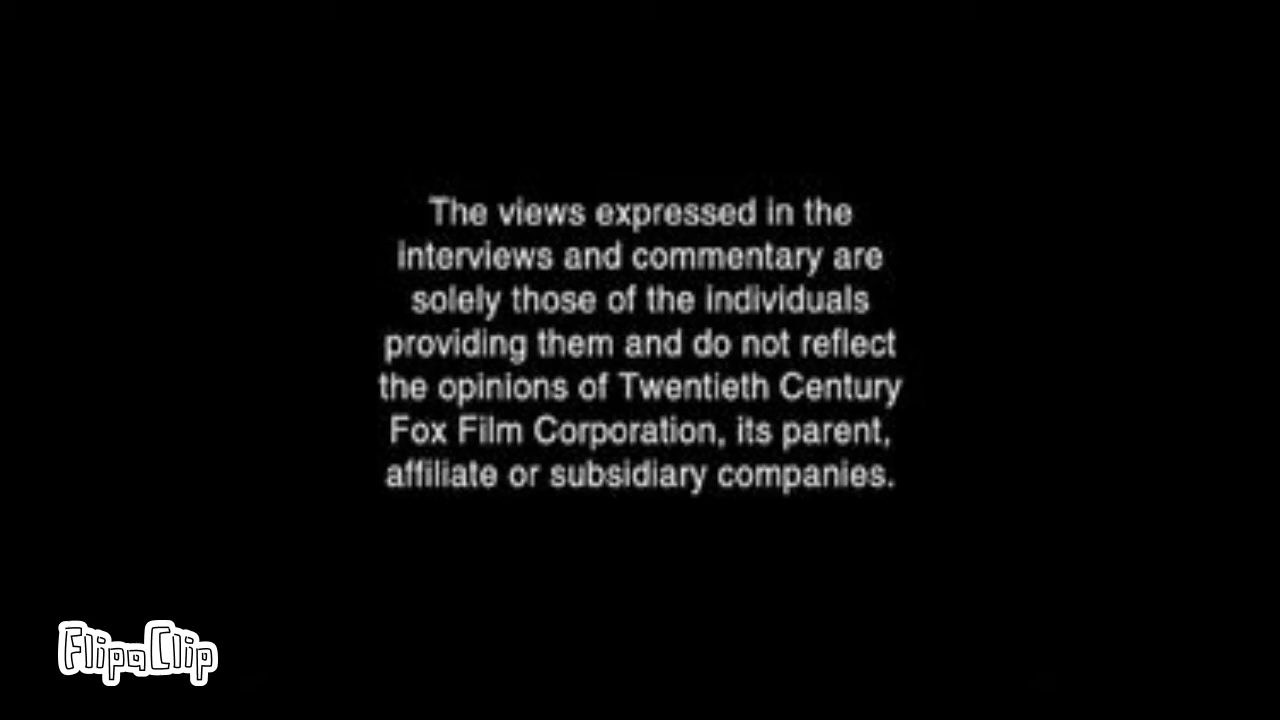 The views expressed in the
interviews and commentary are
solely those of the individuals
providing them and do not reflect
the opinions of Twentieth Century
Fox Film Corporation, its parent,
affiliate or subsidiary companies.
FlipaClip